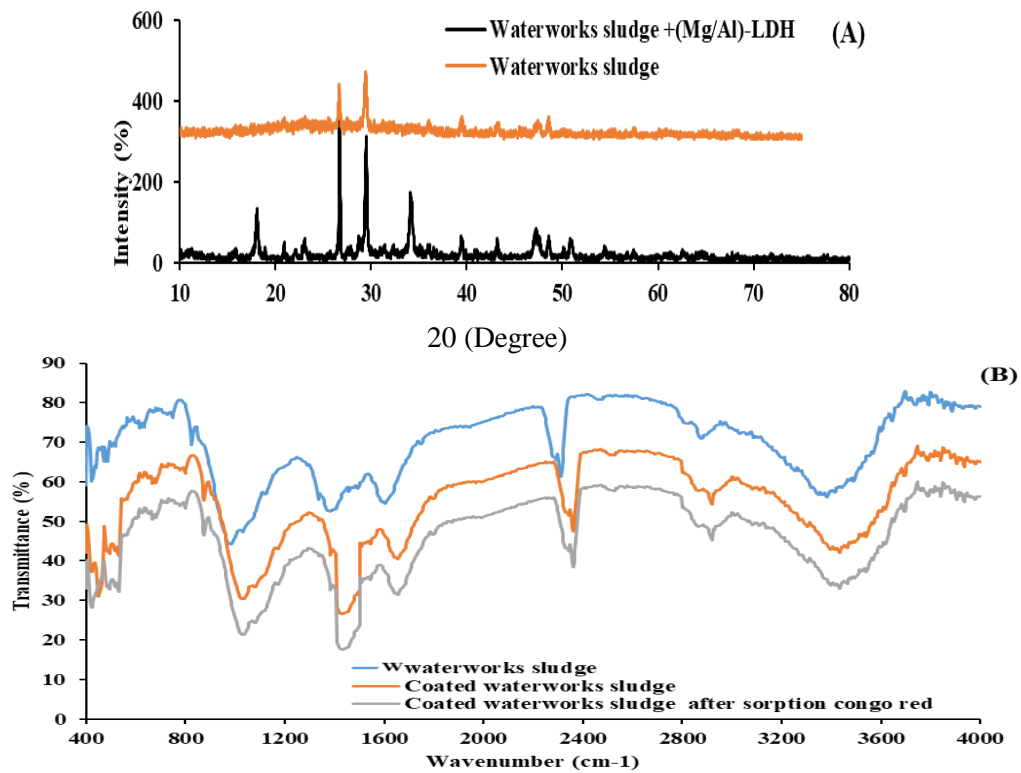 600
Waterworks sludge +(Mg/Al)-LDH
(A)
Waterworks sludge
400
200
0
Intensity (%)
10 20 30 40 50 60 70 80
20 (Degree)
90
(B)
80
70
60
50
40
30
20
10
0
Transmittance (%)
Wwaterworks sludge
Coated waterworks sludge
Coated waterworks sludge after sorption congo red
400 800 1200 1600 2000 2400 2800 3200 3600 4000
Wavenumber (cm-1)